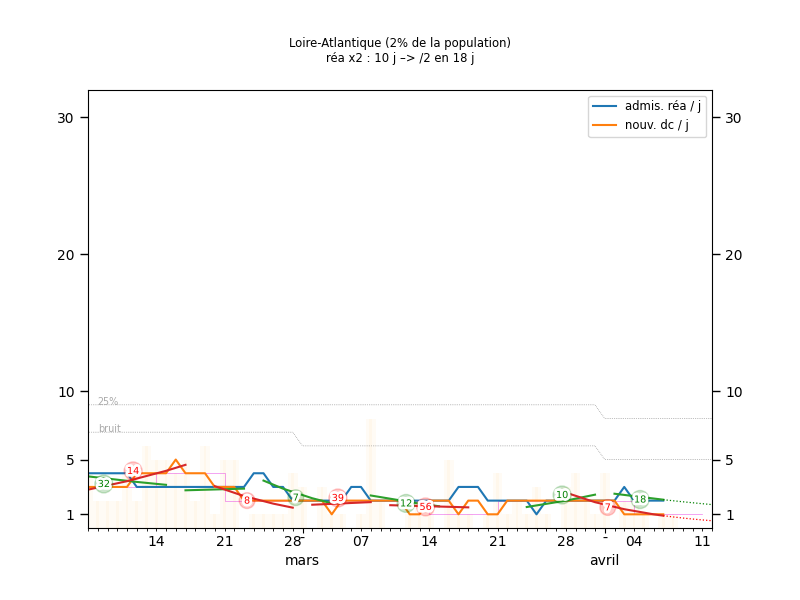 Loire-Atlantique (2% de la population)
réa x2 : 10 j –> /2 en 18 j
admis. réa / j
nouv. dc / j
30 30
20 20
10 10
25%
bruit
5 5
1 1
32 14 8 7 39 12 56 10 7 18
14 21 28 - 07 14 21 28 - 04 11
mars avril